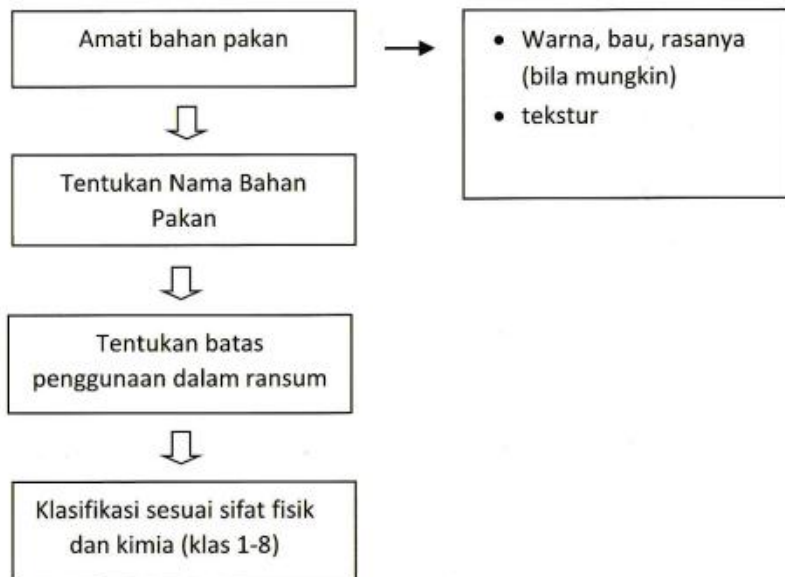 Amati bahan pakan
• Warna, bau, rasanya
(bila mungkin)
• tekstur
Tentukan Nama Bahan
Pakan
Tentukan batas
penggunaan dalam ransum
Klasifikasi sesuai sifat fisik
dan kimia (klas 1-8)